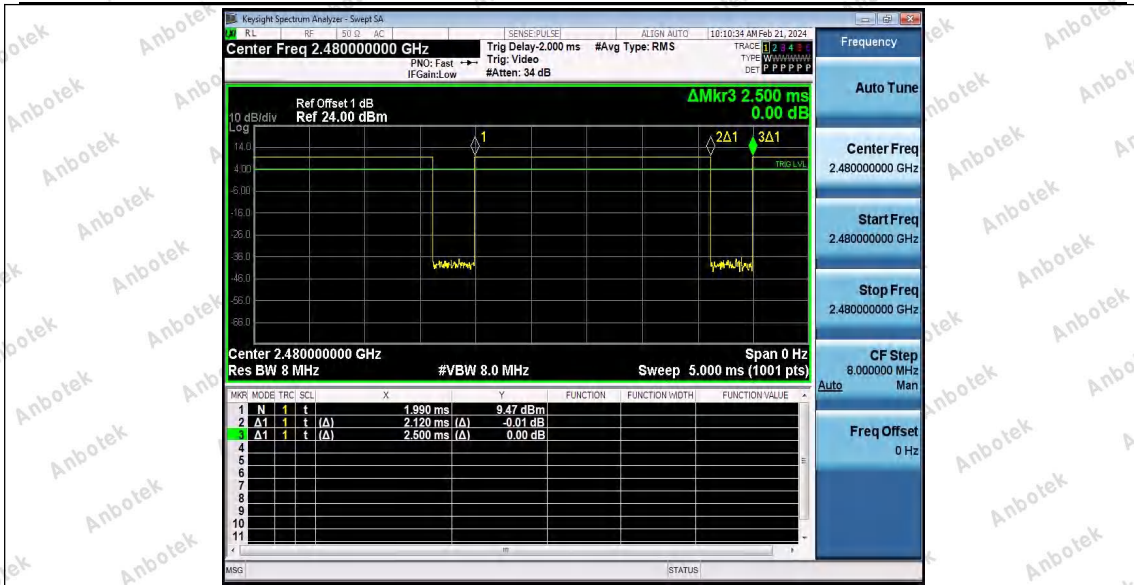 Keysight Spectrum Analyzer - Swept SA
RL RF 50 Ω AC SENSE:PULSE ALIGN AUTO 10:10:34 AM Feb 21, 2024
Center Freq 2.480000000 GHz
PNO: Fast
IFGain:Low
Trig Delay-2.000 ms
Trig: Video
#Atten: 34 dB
#Avg Type: RMS
TRACE 1 2 3 4 5 6
TYPE WWWWWW
DET P P P P P P
Frequency
Auto Tune
Center Freq
2.480000000 GHz
Start Freq
2.480000000 GHz
Stop Freq
2.480000000 GHz
CF Step
8.000000 MHz
Auto Man
Freq Offset
0 Hz
ΔMkr3 2.500 ms
0.00 dB
Ref Offset 1 dB
10 dB/div Ref 24.00 dBm
Log
14.0
4.00
-6.00
-16.0
-26.0
-36.0
-46.0
-56.0
-66.0
1
2Δ1
3Δ1
TRIG LVL
Center 2.480000000 GHz Span 0 Hz
Res BW 8 MHz #VBW 8.0 MHz Sweep 5.000 ms (1001 pts)
MKR MODE TRC SCL X Y FUNCTION FUNCTION WIDTH FUNCTION VALUE
1 N 1 t 1.990 ms 9.47 dBm
2 Δ1 1 t (Δ) 2.120 ms (Δ) -0.01 dB
3 Δ1 1 t (Δ) 2.500 ms (Δ) 0.00 dB
4
5
6
7
8
9
10
11
MSG STATUS
Anbotek